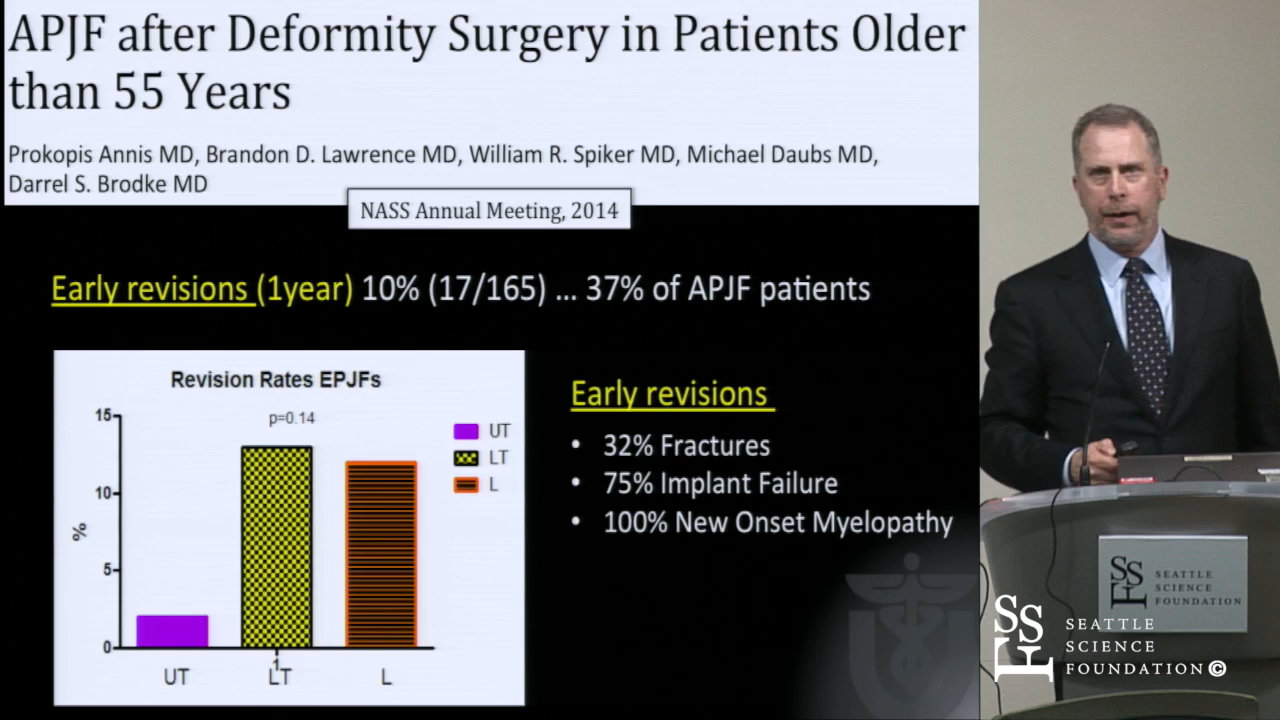 APJF after Deformity Surgery in Patients Older
than 55 Years
Prokopis Annis MD, Brandon D. Lawrence MD, William R. Spiker MD, Michael Daubs MD,
Darrel S. Brodke MD
NASS Annual Meeting, 2014
Early revisions (1year) 10% (17/165) ... 37% of APJF patients
Revision Rates EPJFs
p=0.14
15
10
5
0
%
UT
LT
L
UT
LT
L
1
Early revisions
• 32% Fractures
• 75% Implant Failure
• 100% New Onset Myelopathy
U
SSF
SEATTLE
SCIENCE
FOUNDATION
SSF
SEATTLE
SCIENCE
FOUNDATION©